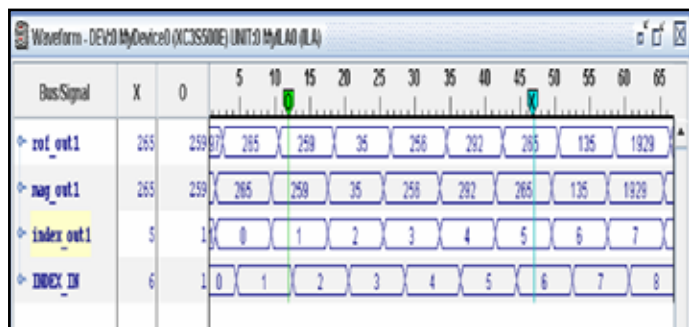 Waveform - DEV:0 MyDevice0 (XC3S500E) UNIT:0 MyILA0 (ILA)
Bus/Signal X O 5 10 15 20 25 30 35 40 45 50 55 60 65
O X
rof_out1 265 259 265 259 35 256 292 265 135 1929
mag_out1 265 259 265 259 35 256 292 265 135 1929
index_out1 5 1 0 1 2 3 4 5 6 7
INDEX_IN 6 1 0 1 2 3 4 5 6 7 8